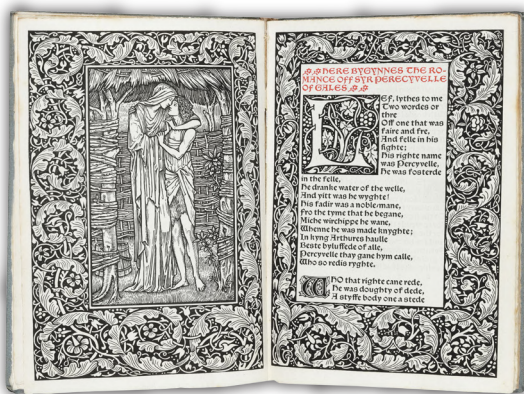 HERE BYGYNNES THE RO-
MANCE OFF SYR PERECYVELLE
OF GALES
LEF, lythes to me
Two wordes or
thre
Off one that was
faire and fre,
And felle in his
fighte;
his righte name
was Percyvelle,
he was fosterde
in the felle,
he dranke water of the welle,
And yitt was he wyghte!
his fadir was a noble mane,
Fro the tyme that he begane,
Miche wirchippe he wane,
Whenne he was made knyghte;
In kyng Arthures haulle
Beste byluffede of alle,
Percyvelle thay gane hym calle,
Who so redis ryghte.
WHO that righte cane rede,
he was doughty of dede,
A styffe body one a stede